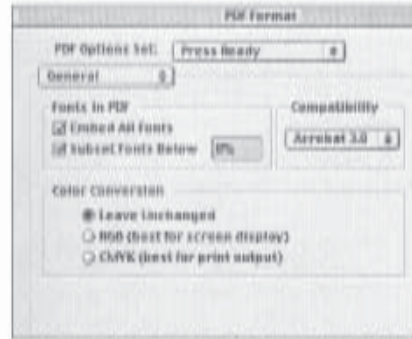 PDF Format
PDF Options Set: Press Ready
General
Fonts in PDF
Embed All Fonts
Subset Fonts Below 0%
Compatibility
Acrobat 3.0
Color Conversion
Leave Unchanged
RGB (best for screen display)
CMYK (best for print output)